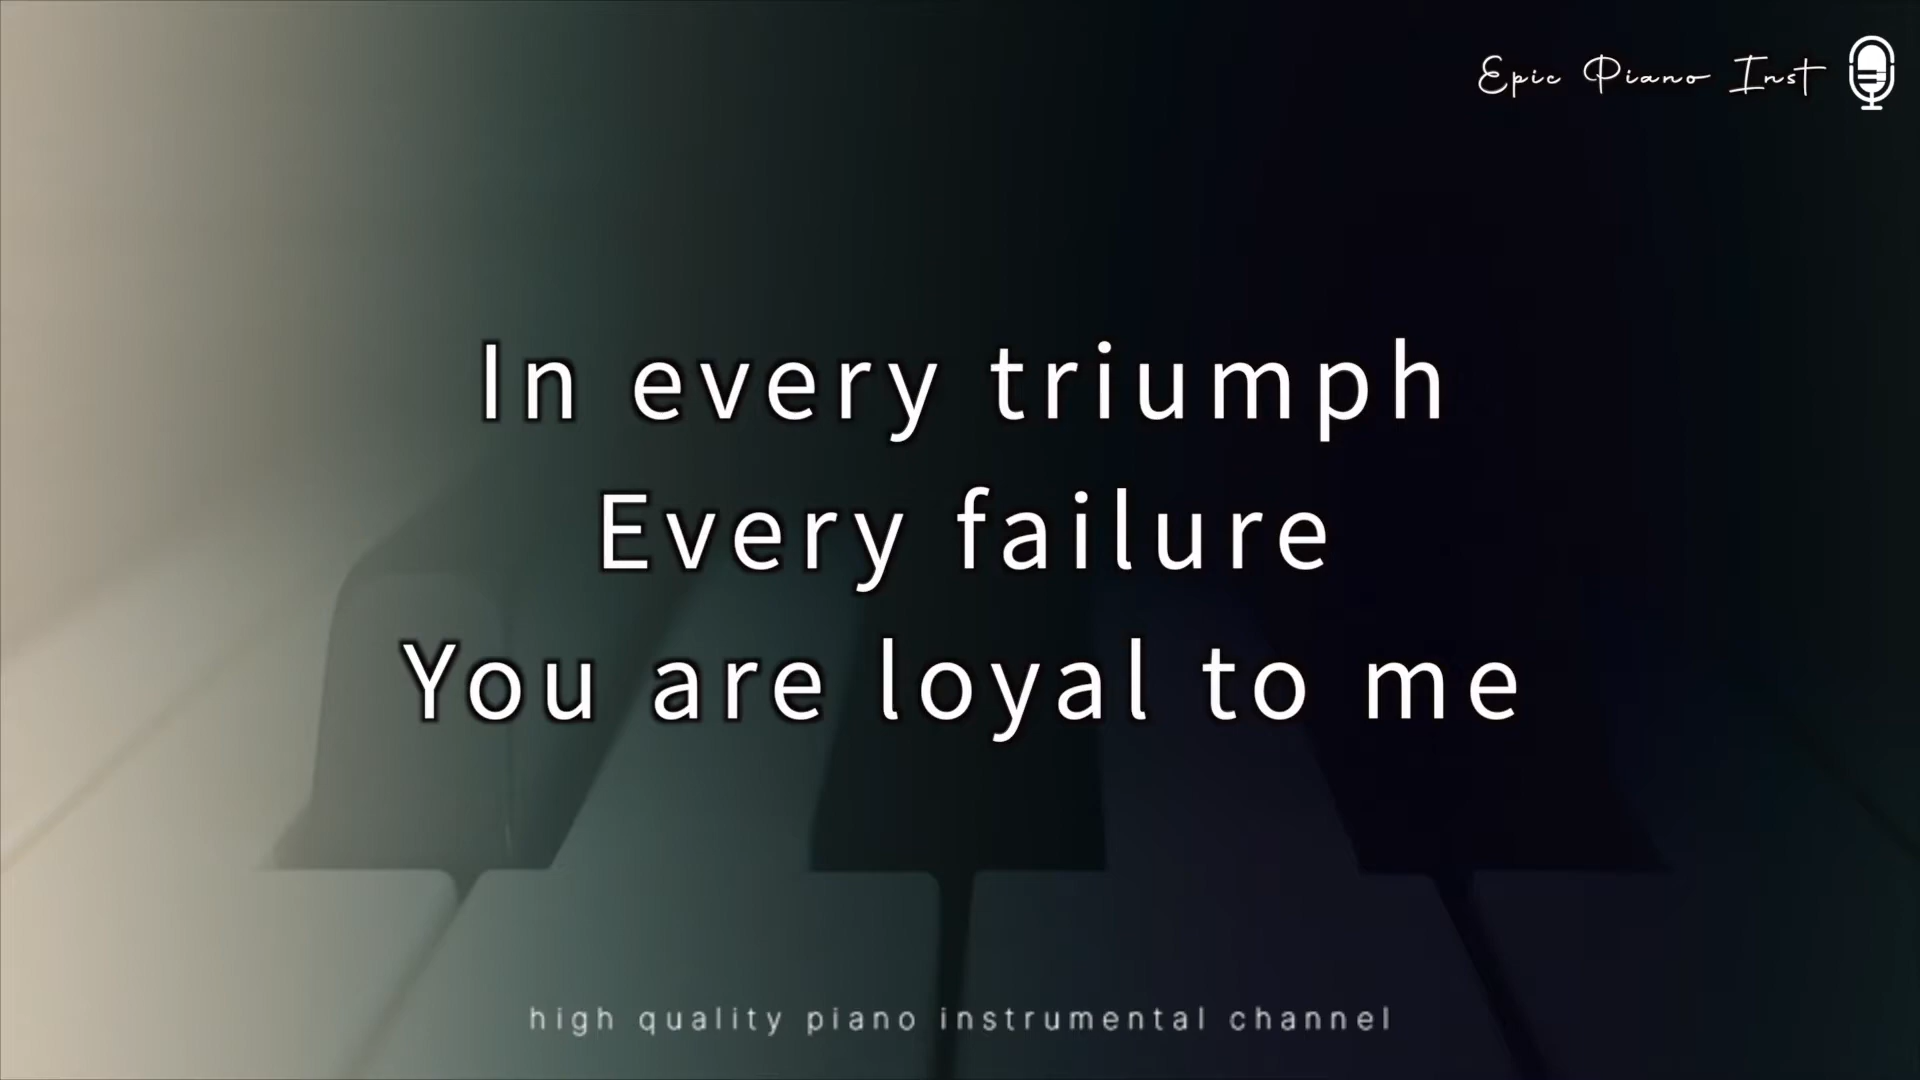 Epic Piano Inst
In every triumph
Every failure
You are loyal to me
high quality piano instrumental channel